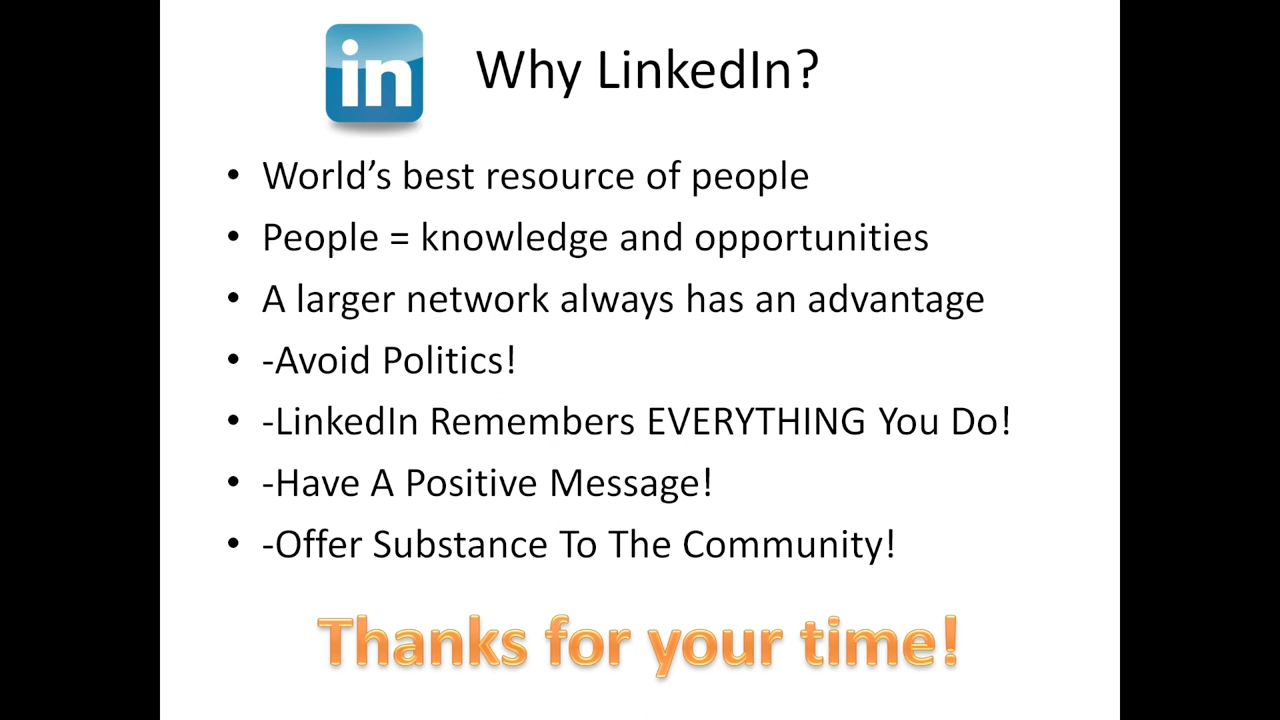 in Why LinkedIn?
• World’s best resource of people
• People = knowledge and opportunities
• A larger network always has an advantage
• -Avoid Politics!
• -LinkedIn Remembers EVERYTHING You Do!
• -Have A Positive Message!
• -Offer Substance To The Community!
Thanks for your time!